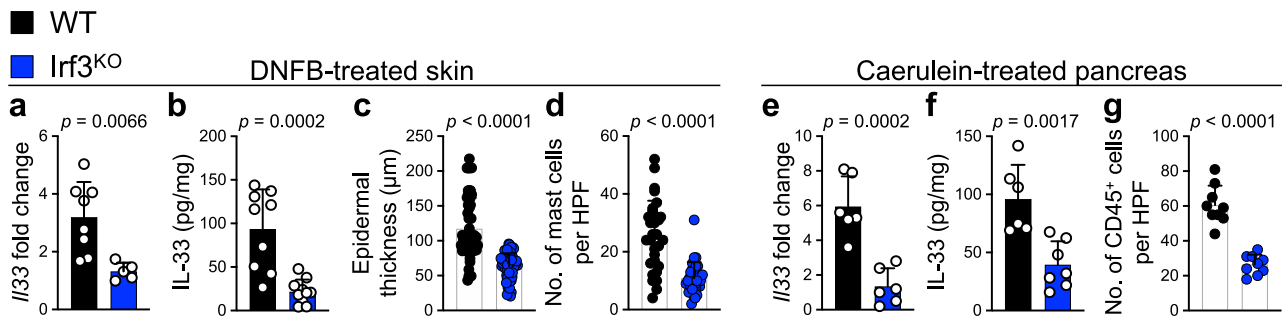 WT
Irf3KO
DNFB-treated skin
Caerulein-treated pancreas
a
p = 0.0066
Il33 fold change
6
4
2
0
b
p = 0.0002
IL-33 (pg/mg)
200
150
100
50
0
c
p < 0.0001
Epidermal
thickness (µm)
250
200
150
100
50
0
d
p < 0.0001
No. of mast cells
per HPF
60
40
20
0
e
p = 0.0002
Il33 fold change
10
8
6
4
2
0
f
p = 0.0017
IL-33 (pg/mg)
150
100
50
0
g
p < 0.0001
No. of CD45+ cells
per HPF
100
80
60
40
20
0